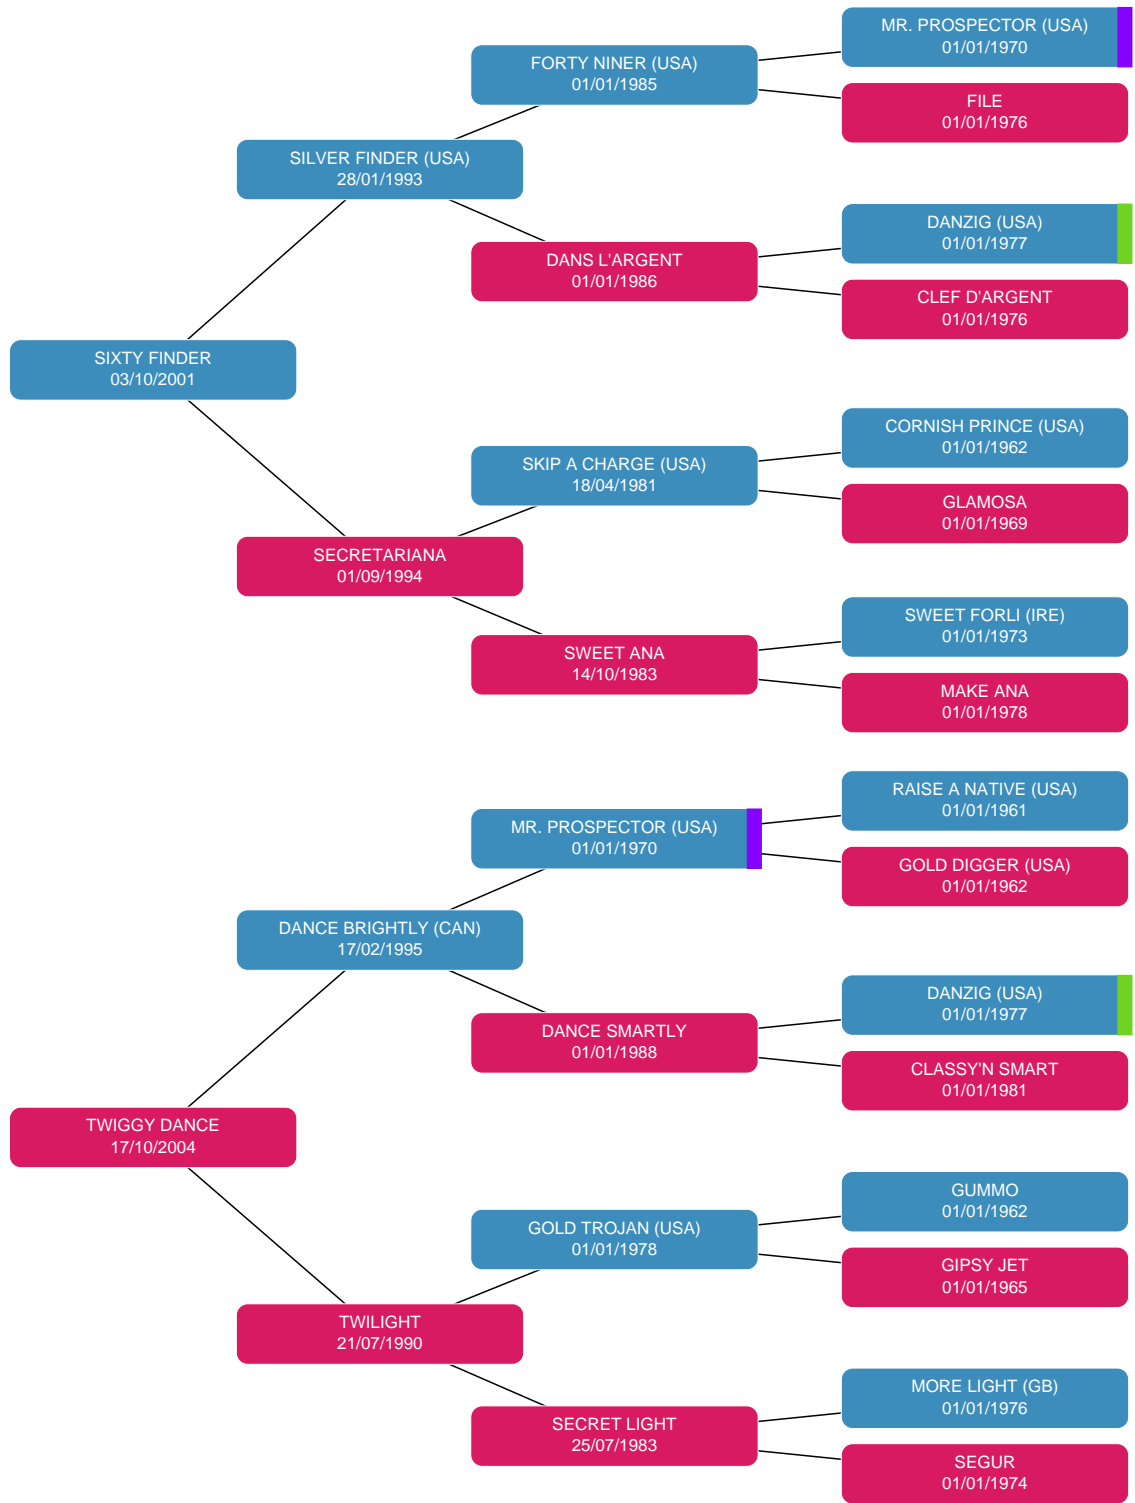 MR. PROSPECTOR (USA)
01/01/1970
FORTY NINER (USA)
01/01/1985
FILE
01/01/1976
SILVER FINDER (USA)
28/01/1993
DANZIG (USA)
01/01/1977
DANS L'ARGENT
01/01/1986
CLEF D'ARGENT
01/01/1976
SIXTY FINDER
03/10/2001
CORNISH PRINCE (USA)
01/01/1962
SKIP A CHARGE (USA)
18/04/1981
GLAMOSA
01/01/1969
SECRETARIANA
01/09/1994
SWEET FORLI (IRE)
01/01/1973
SWEET ANA
14/10/1983
MAKE ANA
01/01/1978
RAISE A NATIVE (USA)
01/01/1961
MR. PROSPECTOR (USA)
01/01/1970
GOLD DIGGER (USA)
01/01/1962
DANCE BRIGHTLY (CAN)
17/02/1995
DANZIG (USA)
01/01/1977
DANCE SMARTLY
01/01/1988
CLASSY'N SMART
01/01/1981
TWIGGY DANCE
17/10/2004
GUMMO
01/01/1962
GOLD TROJAN (USA)
01/01/1978
GIPSY JET
01/01/1965
TWILIGHT
21/07/1990
MORE LIGHT (GB)
01/01/1976
SECRET LIGHT
25/07/1983
SEGUR
01/01/1974